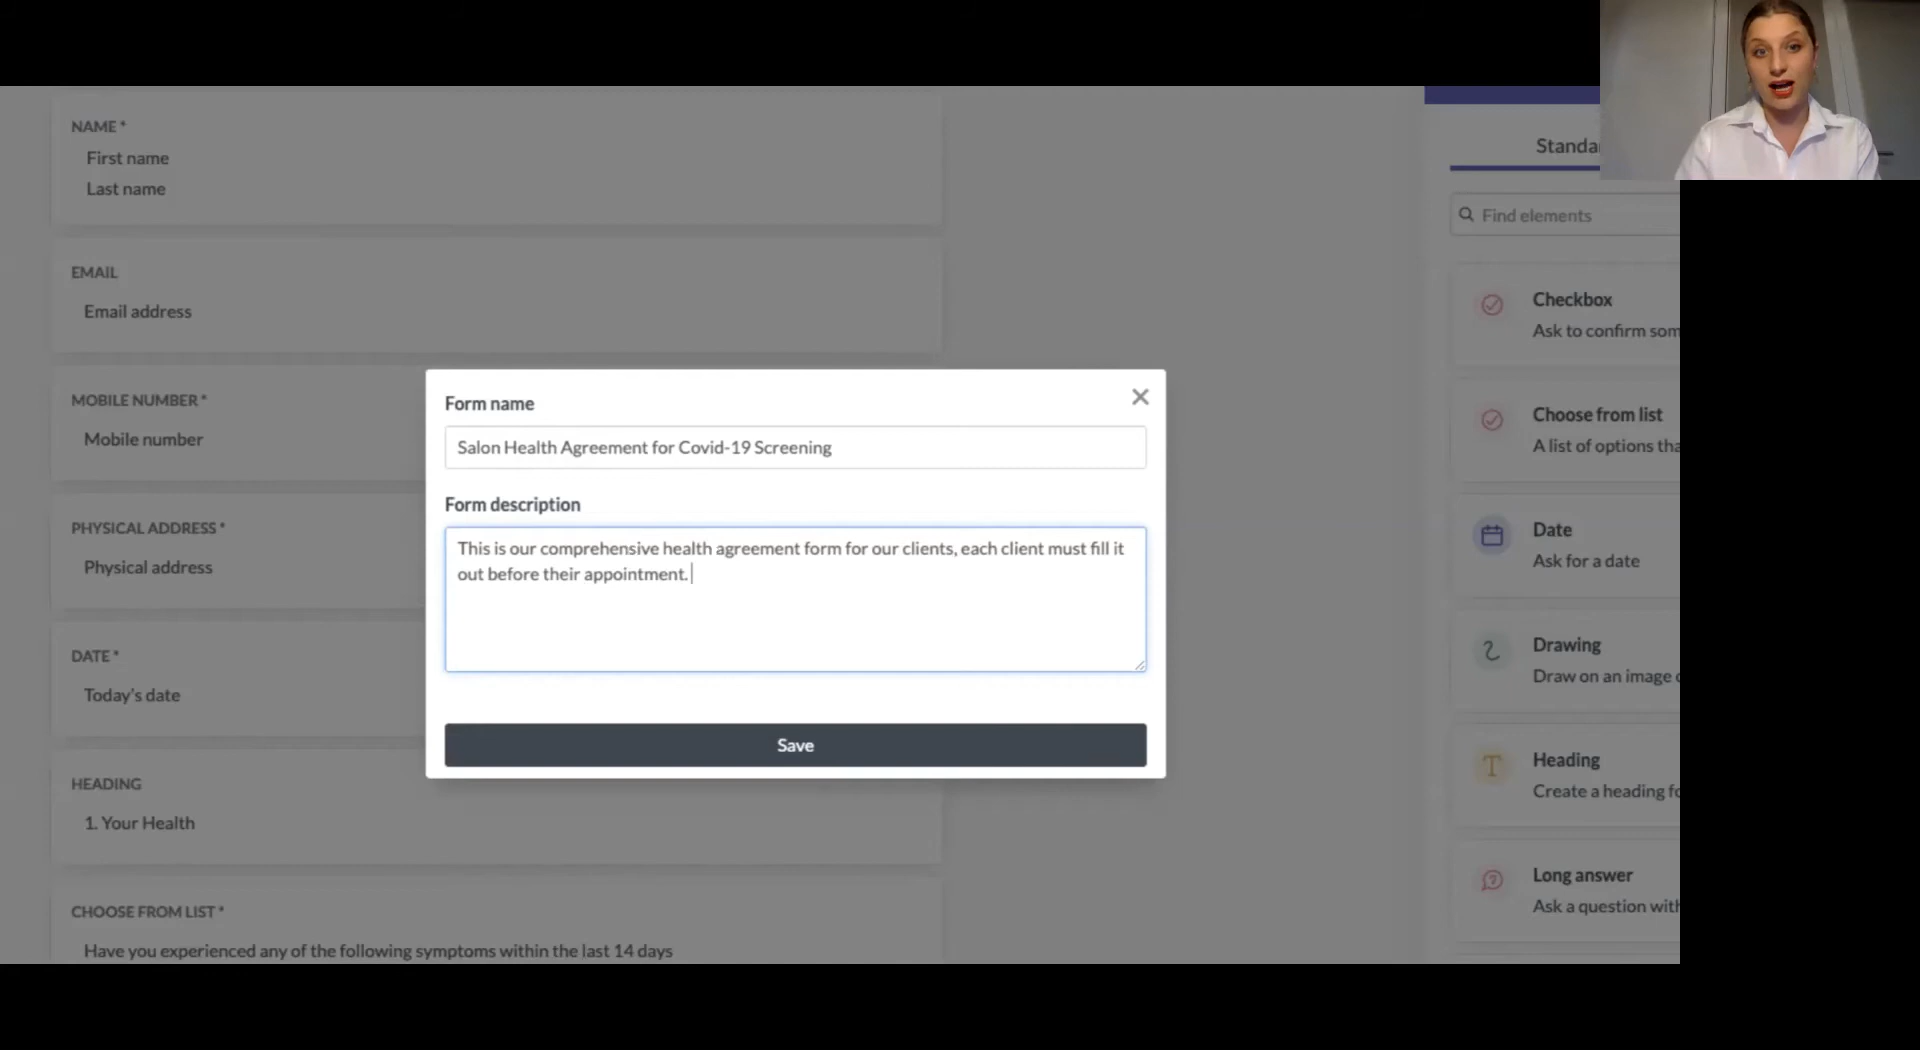 NAME *
First name
Last name
EMAIL
Email address
MOBILE NUMBER *
Mobile number
PHYSICAL ADDRESS *
Physical address
DATE *
Today's date
HEADING
1. Your Health
CHOOSE FROM LIST *
Have you experienced any of the following symptoms within the last 14 days
Form name
Salon Health Agreement for Covid-19 Screening
Form description
This is our comprehensive health agreement form for our clients, each client must fill it
out before their appointment.
Save
Standa
Find elements
Checkbox
Ask to confirm som
Choose from list
A list of options tha
Date
Ask for a date
Drawing
Draw on an image
Heading
Create a heading fo
Long answer
Ask a question with